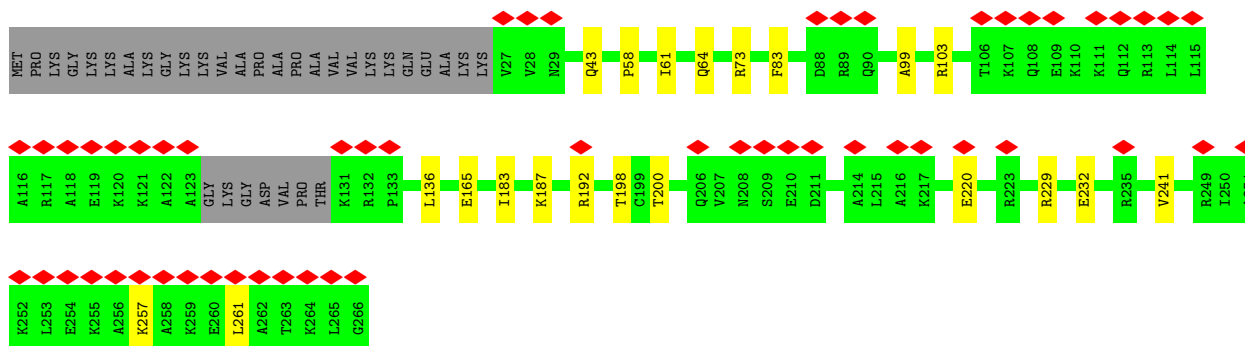 MET PRO LYS GLY LYS LYS ALA LYS GLY LYS LYS VAL ALA PRO ALA PRO ALA VAL VAL LYS LYS GLN GLU ALA LYS LYS V27 V28 N29 Q43 P58 I61 Q64 R73 F83 D88 R89 Q90 A99 R103 T106 K107 Q108 E109 K110 K111 Q112 R113 L114 L115
A116 R117 A118 E119 K120 K121 A122 A123 GLY LYS GLY ASP VAL PRO THR K131 R132 P133 L136 E165 I183 K187 R192 T198 C199 T200 Q206 V207 N208 S209 E210 D211 A214 L215 A216 K217 E220 R223 R229 E232 R235 V241 R249 I250
K252 L253 E254 K255 A256 K257 A258 K259 E260 L261 A262 T263 K264 L265 G266